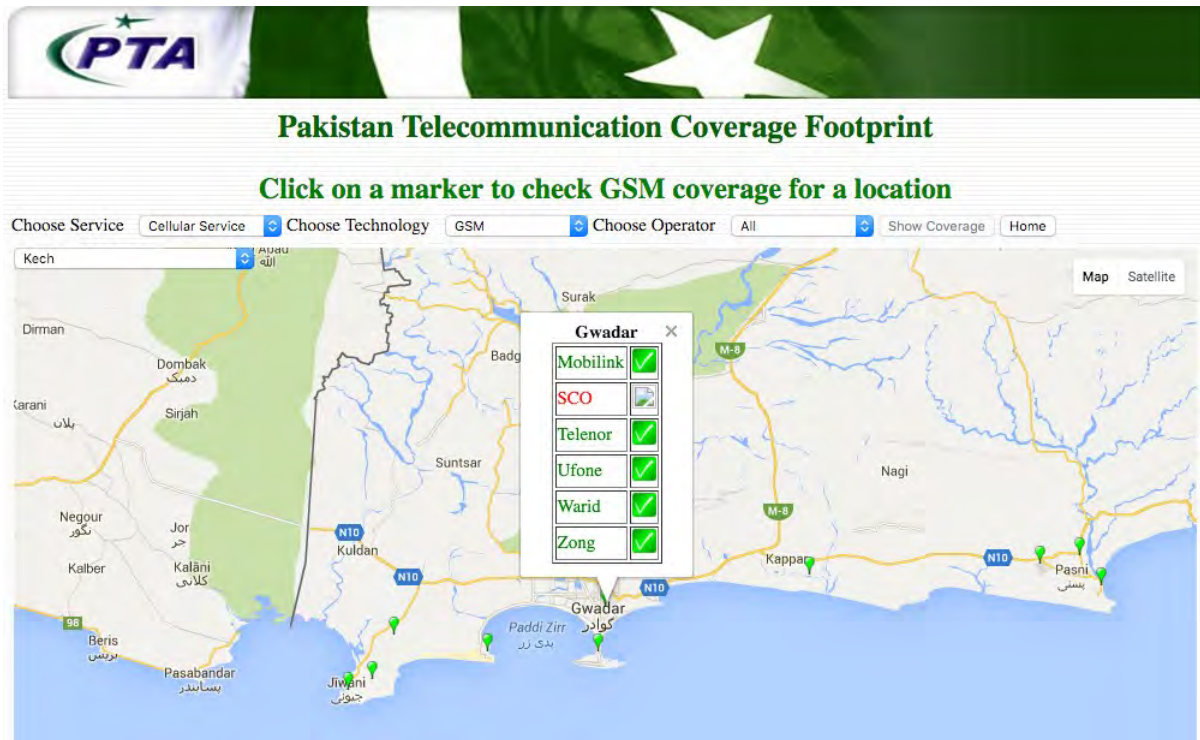 PTA
Pakistan Telecommunication Coverage Footprint
Click on a marker to check GSM coverage for a location
Choose Service Cellular Service Choose Technology GSM Choose Operator All Show Coverage Home
Kech
Map Satellite
Surak
Dirman
Gwadar ×
Mobilink
SCO
Telenor
Ufone
Warid
Zong
M-8
Dombak
دمبک
Sirjah
پلان
Suntsar
Nagi
M-8
Negour
نگور
Jor
جر
N10
Kuldan
Kalber
Kalāni
کلانی
Kappar
N10
Pasni
پسنی
N10
N10
Gwadar
گوادر
Paddi Zirr
پدی زر
98
Beris
بریس
Pasabandar
پسابندر
Jiwani
جیونی